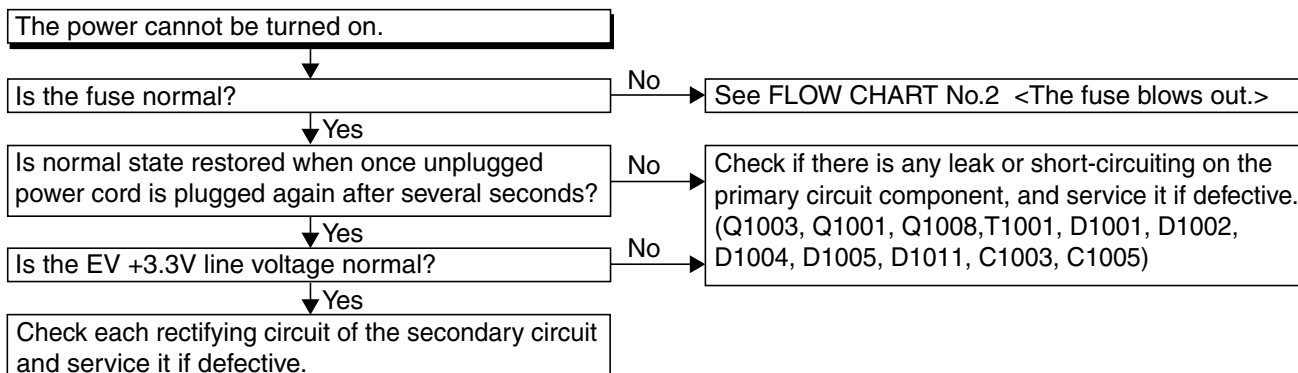 The power cannot be turned on.
Is the fuse normal?
No
See FLOW CHART No.2 <The fuse blows out.>
Yes
Is normal state restored when once unplugged
power cord is plugged again after several seconds?
No
Check if there is any leak or short-circuiting on the
primary circuit component, and service it if defective.
(Q1003, Q1001, Q1008,T1001, D1001, D1002,
D1004, D1005, D1011, C1003, C1005)
Yes
Is the EV +3.3V line voltage normal?
No
Yes
Check each rectifying circuit of the secondary circuit
and service it if defective.